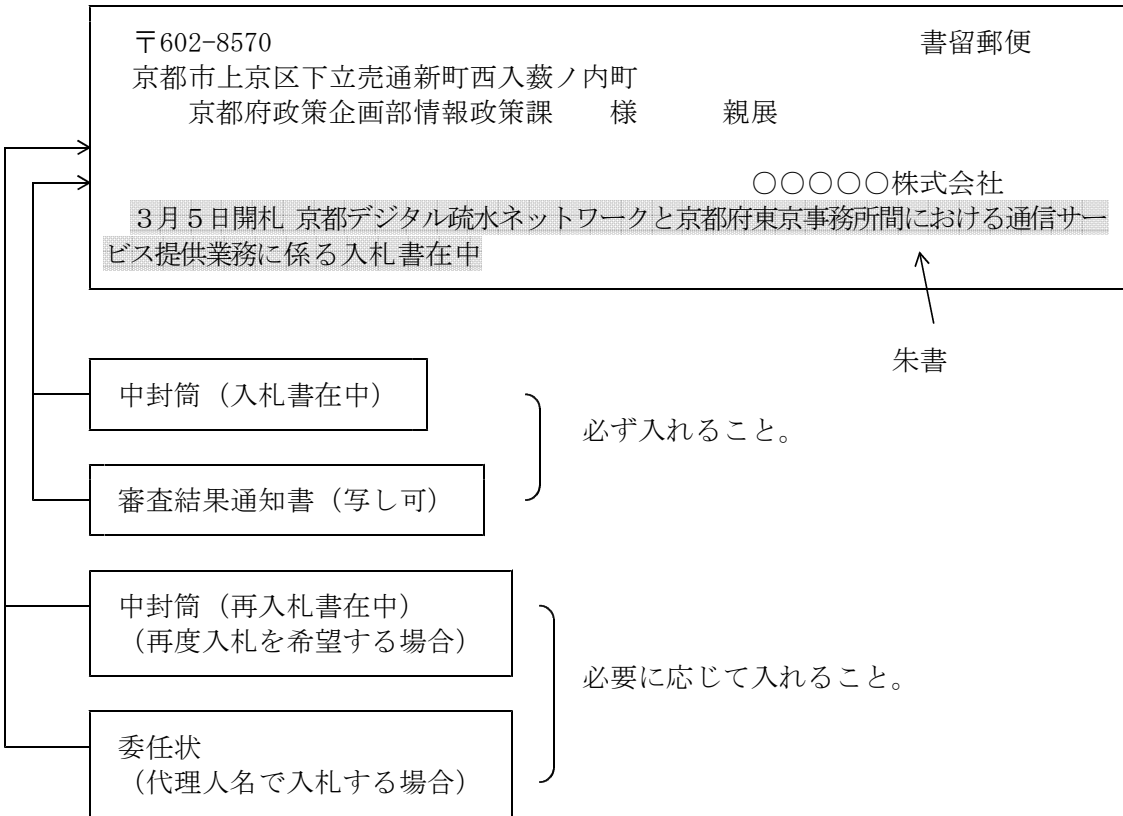 〒602-8570　書留郵便
京都市上京区下立売通新町西入薮ノ内町
京都府政策企画部情報政策課　様　親展
○○○○○株式会社
３月５日開札 京都デジタル疏水ネットワークと京都府東京事務所間における通信サー
ビス提供業務に係る入札書在中
朱書
中封筒（入札書在中）
必ず入れること。
審査結果通知書（写し可）
中封筒（再入札書在中）
（再度入札を希望する場合）
必要に応じて入れること。
委任状
（代理人名で入札する場合）